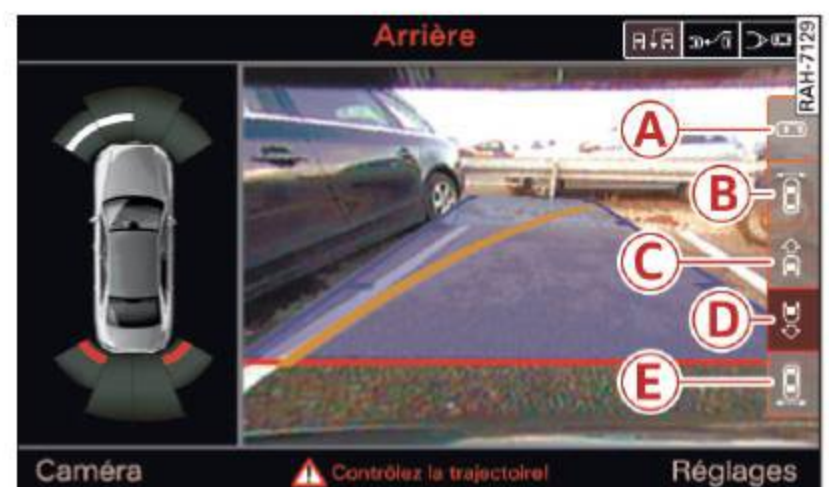 Arrière
RAH-7129
A
B
C
D
E
Caméra
Contrôlez la trajectoire!
Réglages